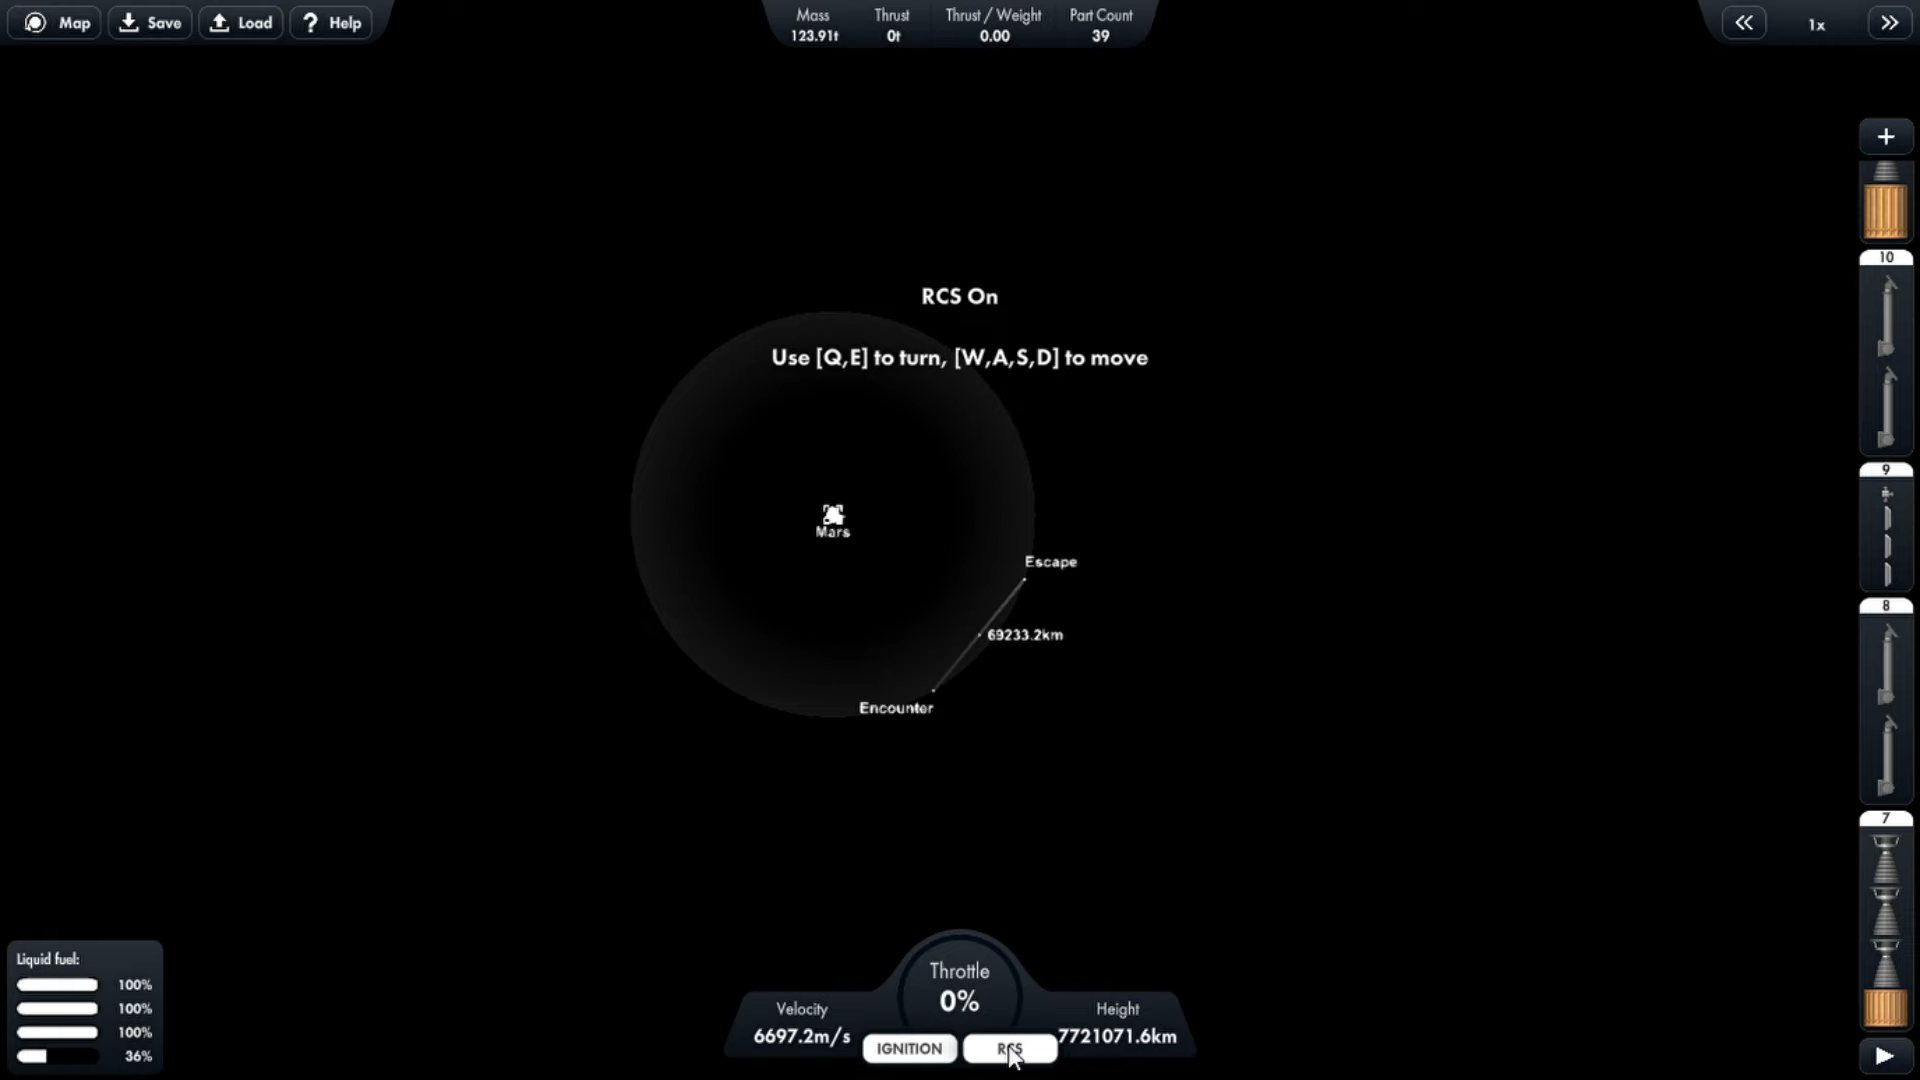 Map
Save
Load
Help
Mass
123.91t
Thrust
0t
Thrust / Weight
0.00
Part Count
39
1x
RCS On
Use [Q,E] to turn, [W,A,S,D] to move
Mars
Escape
69233.2km
Encounter
10
9
8
7
Liquid fuel:
100%
100%
100%
36%
Throttle
0%
Velocity
6697.2m/s
Height
7721071.6km
IGNITION
RCS